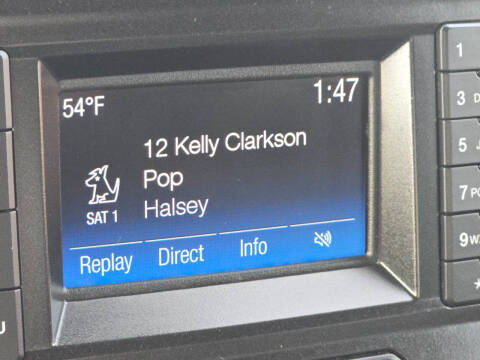 54°F 1:47
12 Kelly Clarkson
Pop
SAT 1 Halsey
Replay Direct Info
1
3 D
5 J
7 P
9 W
*
U